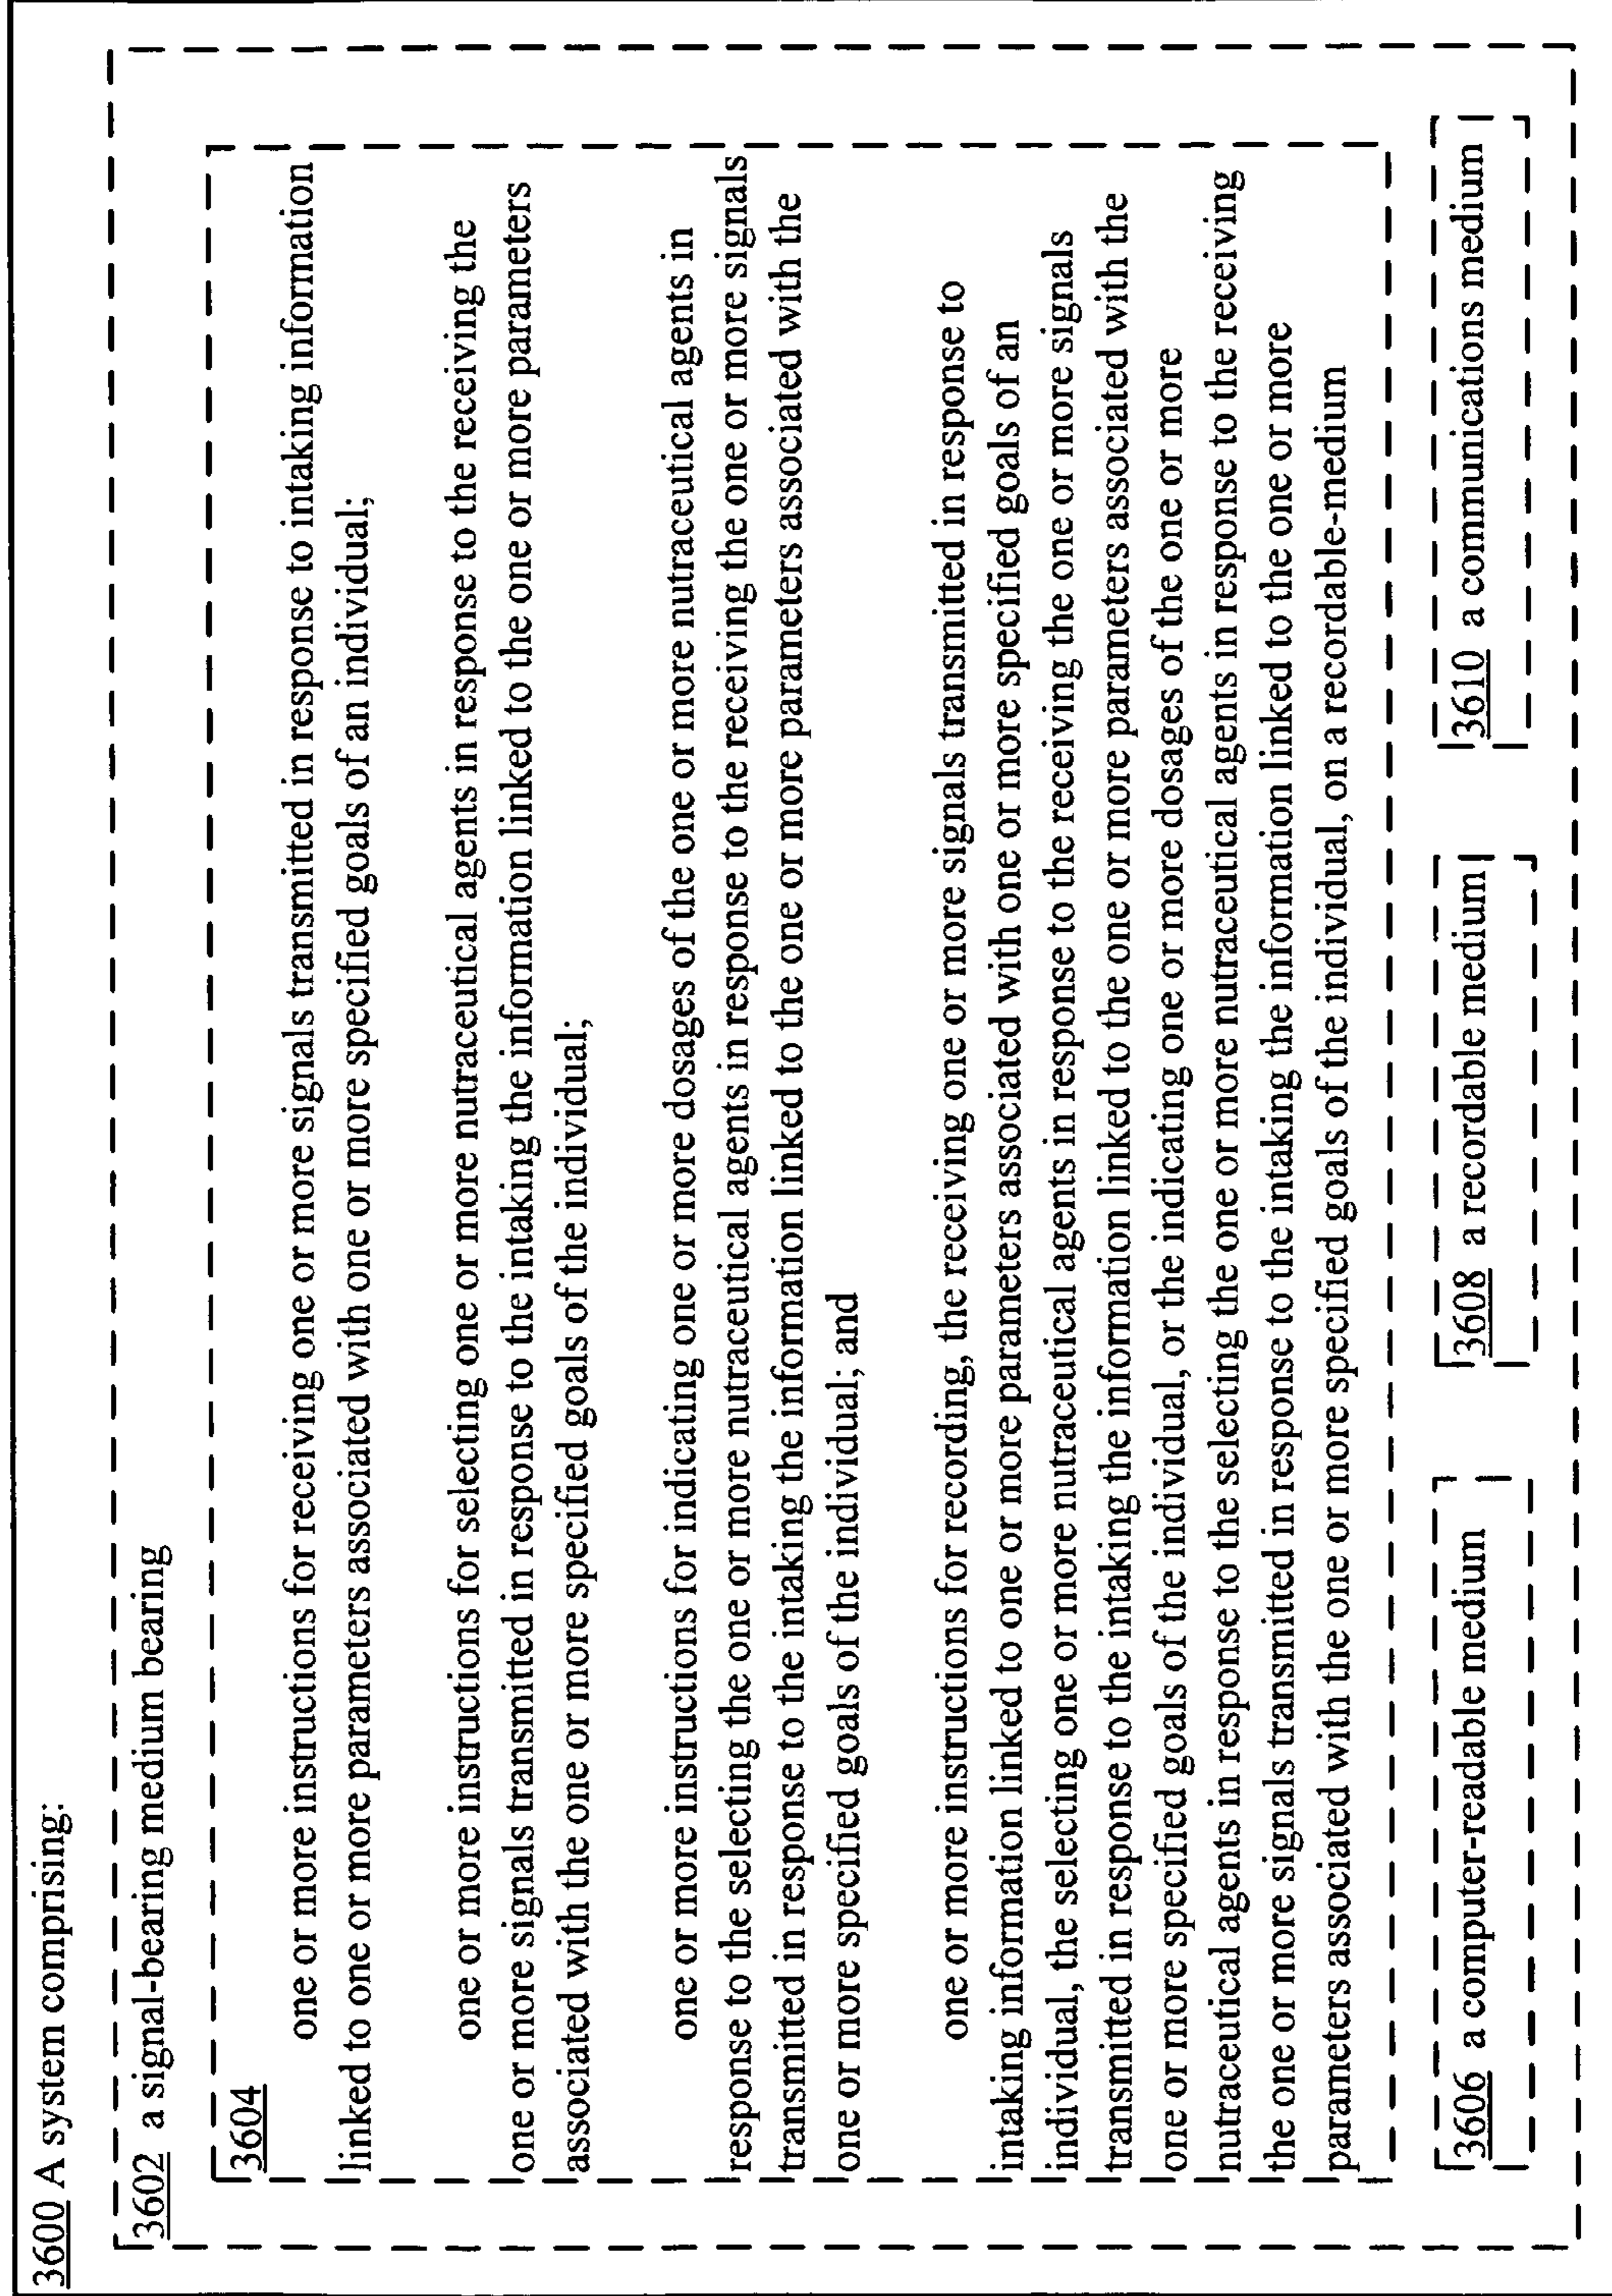 3600 A system comprising:
3602 a signal-bearing medium bearing
3604
one or more instructions for receiving one or more signals transmitted in response to intaking information
linked to one or more parameters associated with one or more specified goals of an individual;
one or more instructions for selecting one or more nutraceutical agents in response to the receiving the
one or more signals transmitted in response to the intaking the information linked to the one or more parameters
associated with the one or more specified goals of the individual;
one or more instructions for indicating one or more dosages of the one or more nutraceutical agents in
response to the selecting the one or more nutraceutical agents in response to the receiving the one or more signals
transmitted in response to the intaking the information linked to the one or more parameters associated with the
one or more specified goals of the individual; and
one or more instructions for recording, the receiving one or more signals transmitted in response to
intaking information linked to one or more parameters associated with one or more specified goals of an
individual, the selecting one or more nutraceutical agents in response to the receiving the one or more signals
transmitted in response to the intaking the information linked to the one or more parameters associated with the
one or more specified goals of the individual, or the indicating one or more dosages of the one or more
nutraceutical agents in response to the selecting the one or more nutraceutical agents in response to the receiving
the one or more signals transmitted in response to the intaking the information linked to the one or more
parameters associated with the one or more specified goals of the individual, on a recordable-medium
3606 a computer-readable medium
3608 a recordable medium
3610 a communications medium